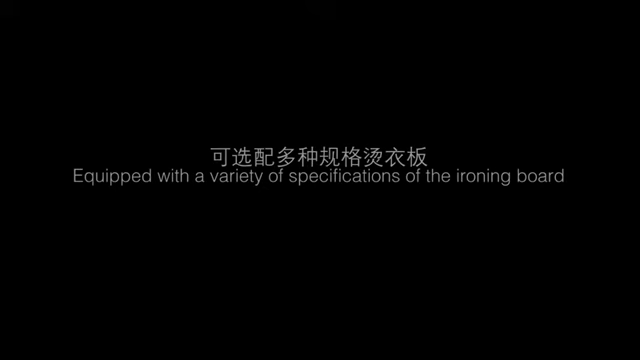 可选配多种规格烫衣板
Equipped with a variety of specifications of the ironing board